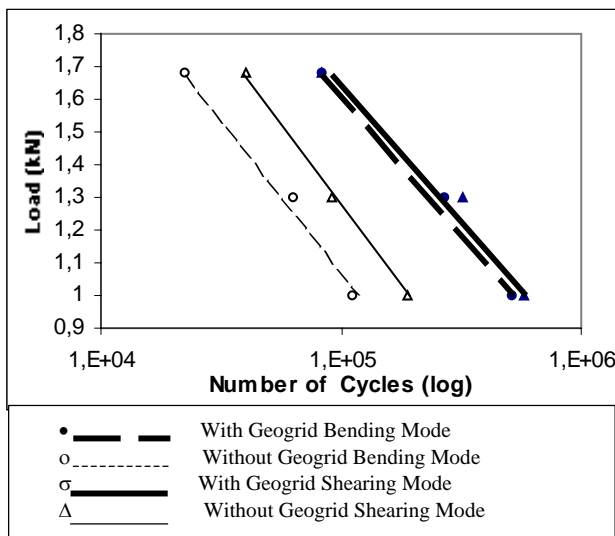 1,8
1,7
1,6
1,5
1,4
1,3
1,2
1,1
1
0,9
Load (kN)
1,E+04 1,E+05 1,E+06
Number of Cycles (log)
With Geogrid Bending Mode
Without Geogrid Bending Mode
σ With Geogrid Shearing Mode
Δ Without Geogrid Shearing Mode